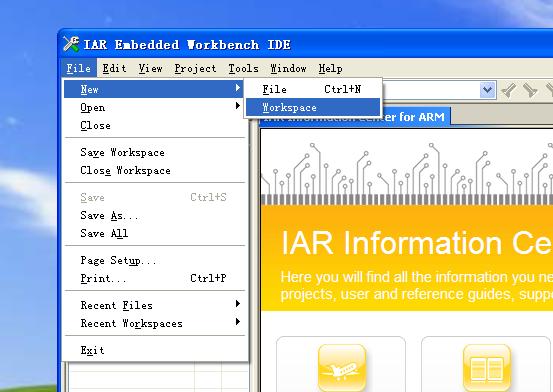 IAR Embedded Workbench IDE
File Edit View Project Tools Window Help
New
Open
Close
Save Workspace
Close Workspace
Save Ctrl+S
Save As...
Save All
Page Setup...
Print... Ctrl+P
Recent Files
Recent Workspaces
Exit
File Ctrl+N
Workspace
IAR Information Center for ARM
IAR Information Ce
Here you will find all the information you ne
projects, user and reference guides, suppo